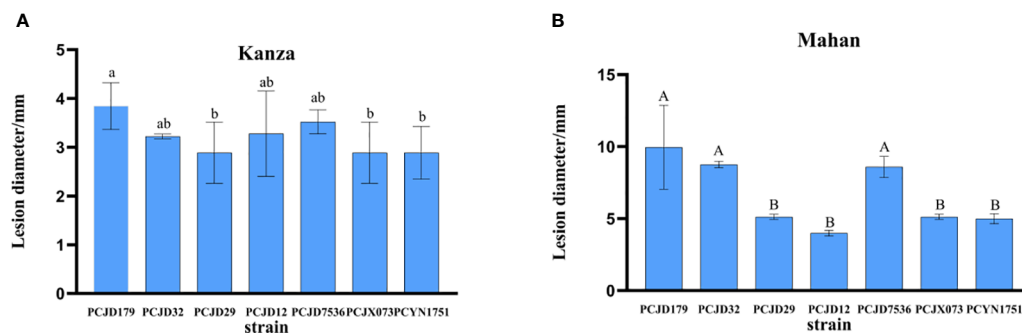 A
Kanza
Lesion diameter/mm
5
4
3
2
1
0
a
ab
b
ab
ab
b
b
PCJD179 PCJD32 PCJD29 PCJD12 PCJD7536 PCJX073 PCYN1751
strain
B
Mahan
Lesion diameter/mm
15
10
5
0
A
A
B
B
A
B
B
PCJD179 PCJD32 PCJD29 PCJD12 PCJD7536 PCJX073 PCYN1751
strain